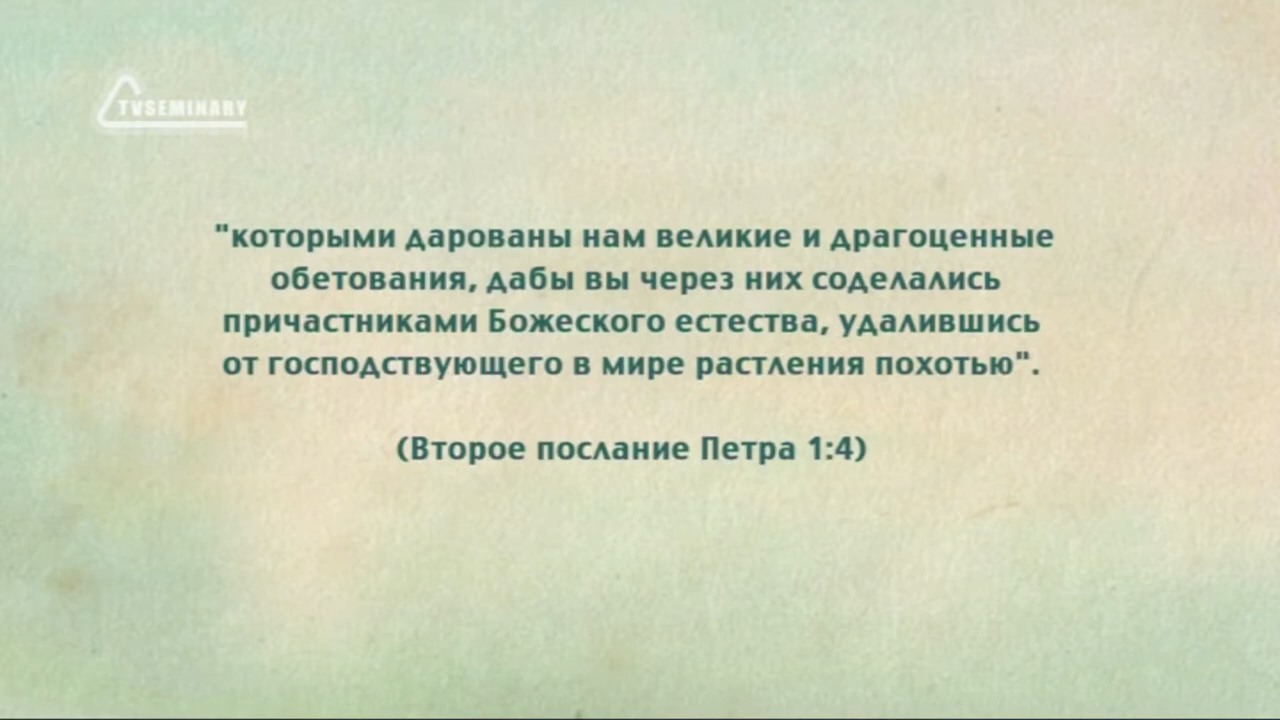 TVSEMINARY
"которыми дарованы нам великие и драгоценные
обетования, дабы вы через них соделались
причастниками Божеского естества, удалившись
от господствующего в мире растления похотью".
(Второе послание Петра 1:4)